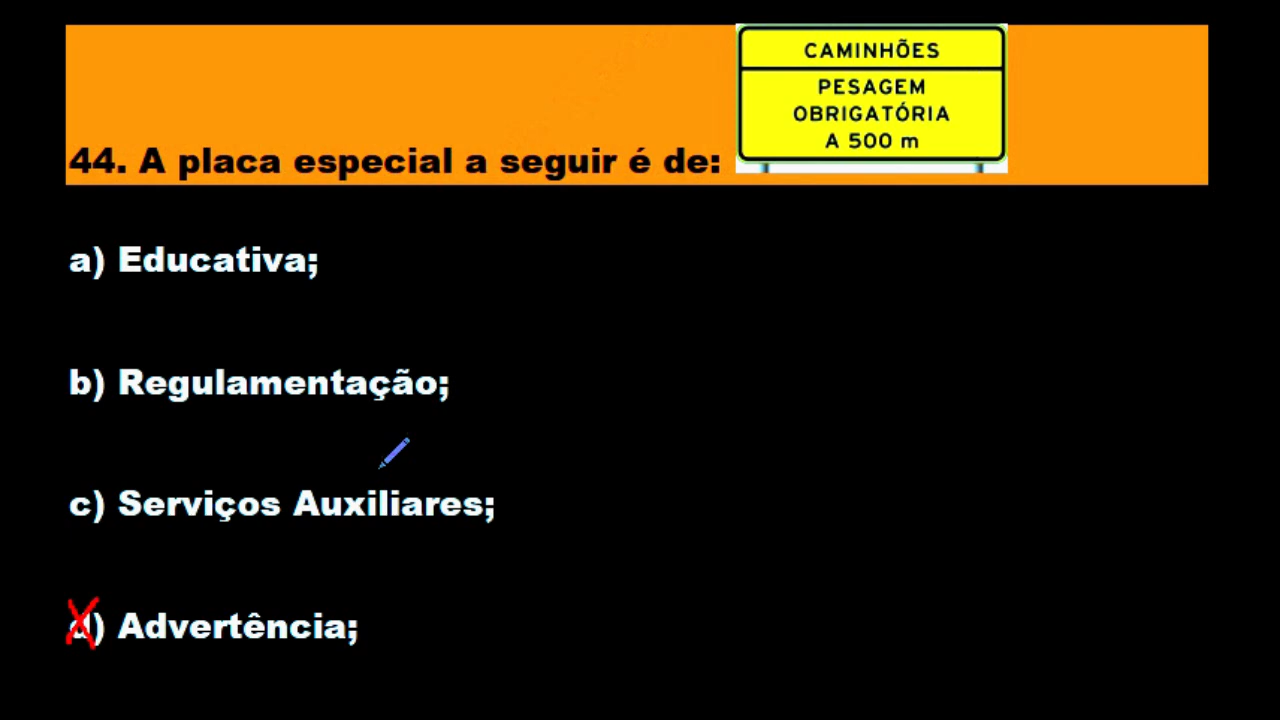 CAMINHÕES
PESAGEM
OBRIGATÓRIA
A 500 m
44. A placa especial a seguir é de:
a) Educativa;
b) Regulamentação;
c) Serviços Auxiliares;
d) Advertência;